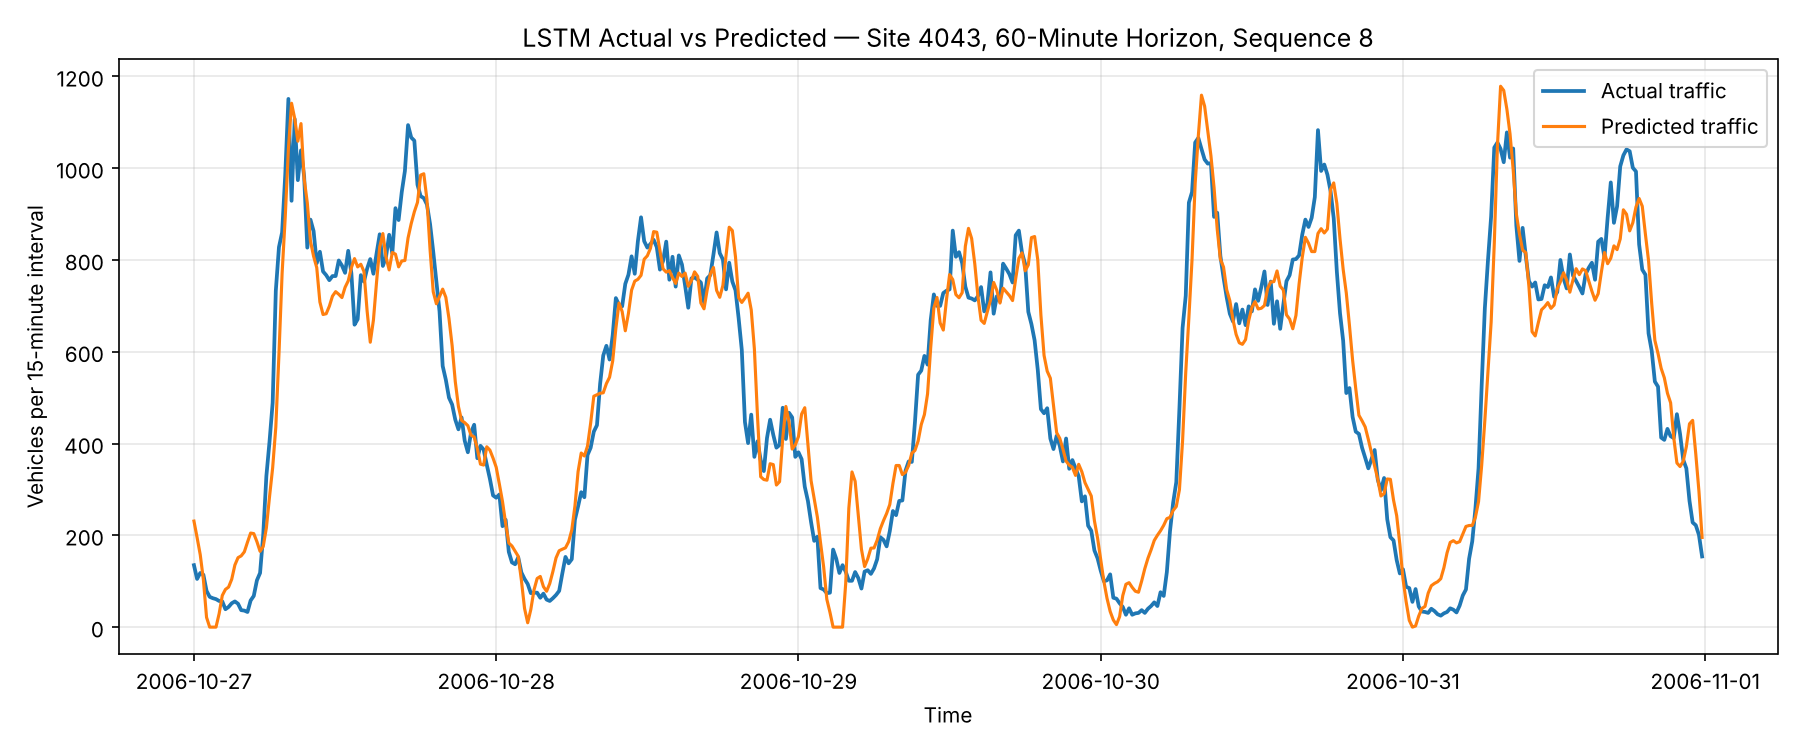 LSTM Actual vs Predicted — Site 4043, 60-Minute Horizon, Sequence 8
Actual traffic
Predicted traffic
Vehicles per 15-minute interval
1200
1000
800
600
400
200
0
2006-10-27
2006-10-28
2006-10-29
2006-10-30
2006-10-31
2006-11-01
Time